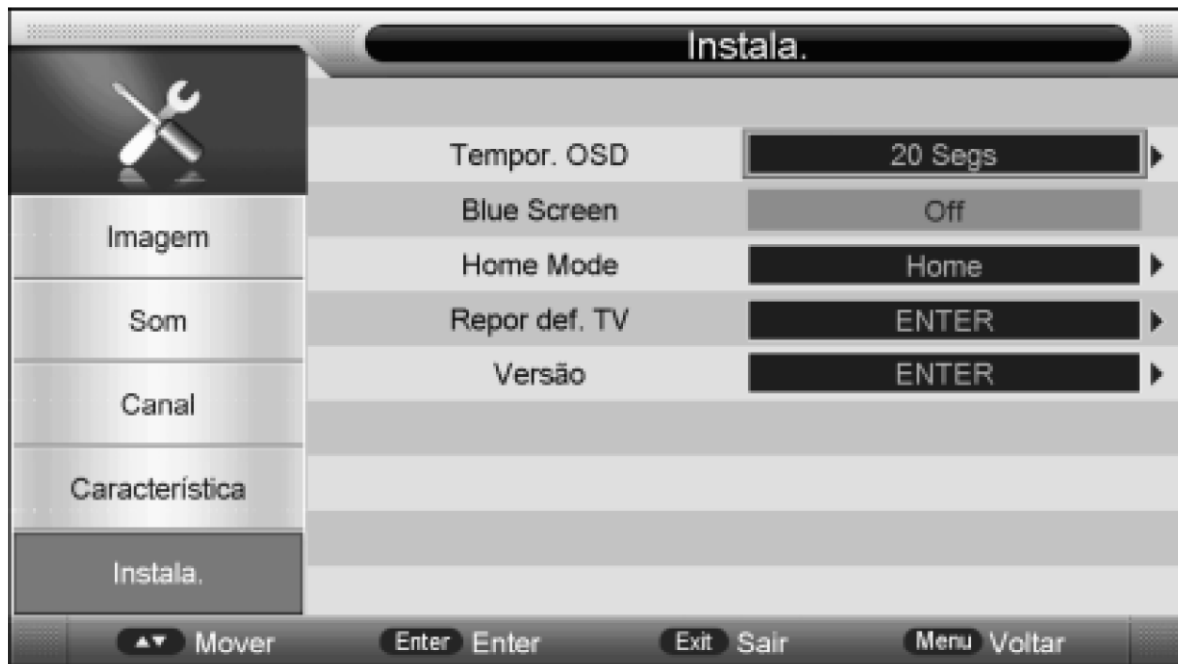 Instala.
Tempor. OSD 20 Segs
Blue Screen Off
Home Mode Home
Repor def. TV ENTER
Versão ENTER
Imagem
Som
Canal
Característica
Instala.
Mover Enter Enter Exit Sair Menu Voltar